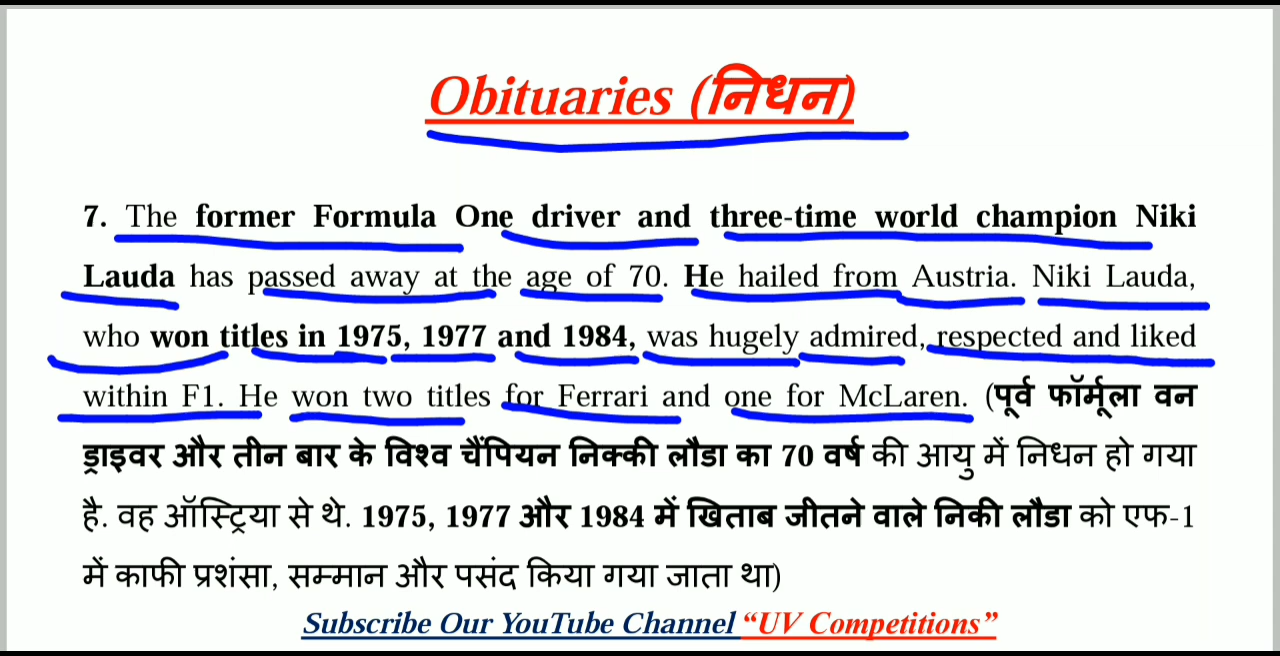 Obituaries (निधन)
7. The former Formula One driver and three-time world champion Niki
Lauda has passed away at the age of 70. He hailed from Austria. Niki Lauda,
who won titles in 1975, 1977 and 1984, was hugely admired, respected and liked
within F1. He won two titles for Ferrari and one for McLaren. (पूर्व फॉर्मूला वन
ड्राइवर और तीन बार के विश्व चैंपियन निक्की लौडा का 70 वर्ष की आयु में निधन हो गया
है. वह ऑस्ट्रिया से थे. 1975, 1977 और 1984 में खिताब जीतने वाले निकी लौडा को एफ-1
में काफी प्रशंसा, सम्मान और पसंद किया गया जाता था)
Subscribe Our YouTube Channel “UV Competitions”